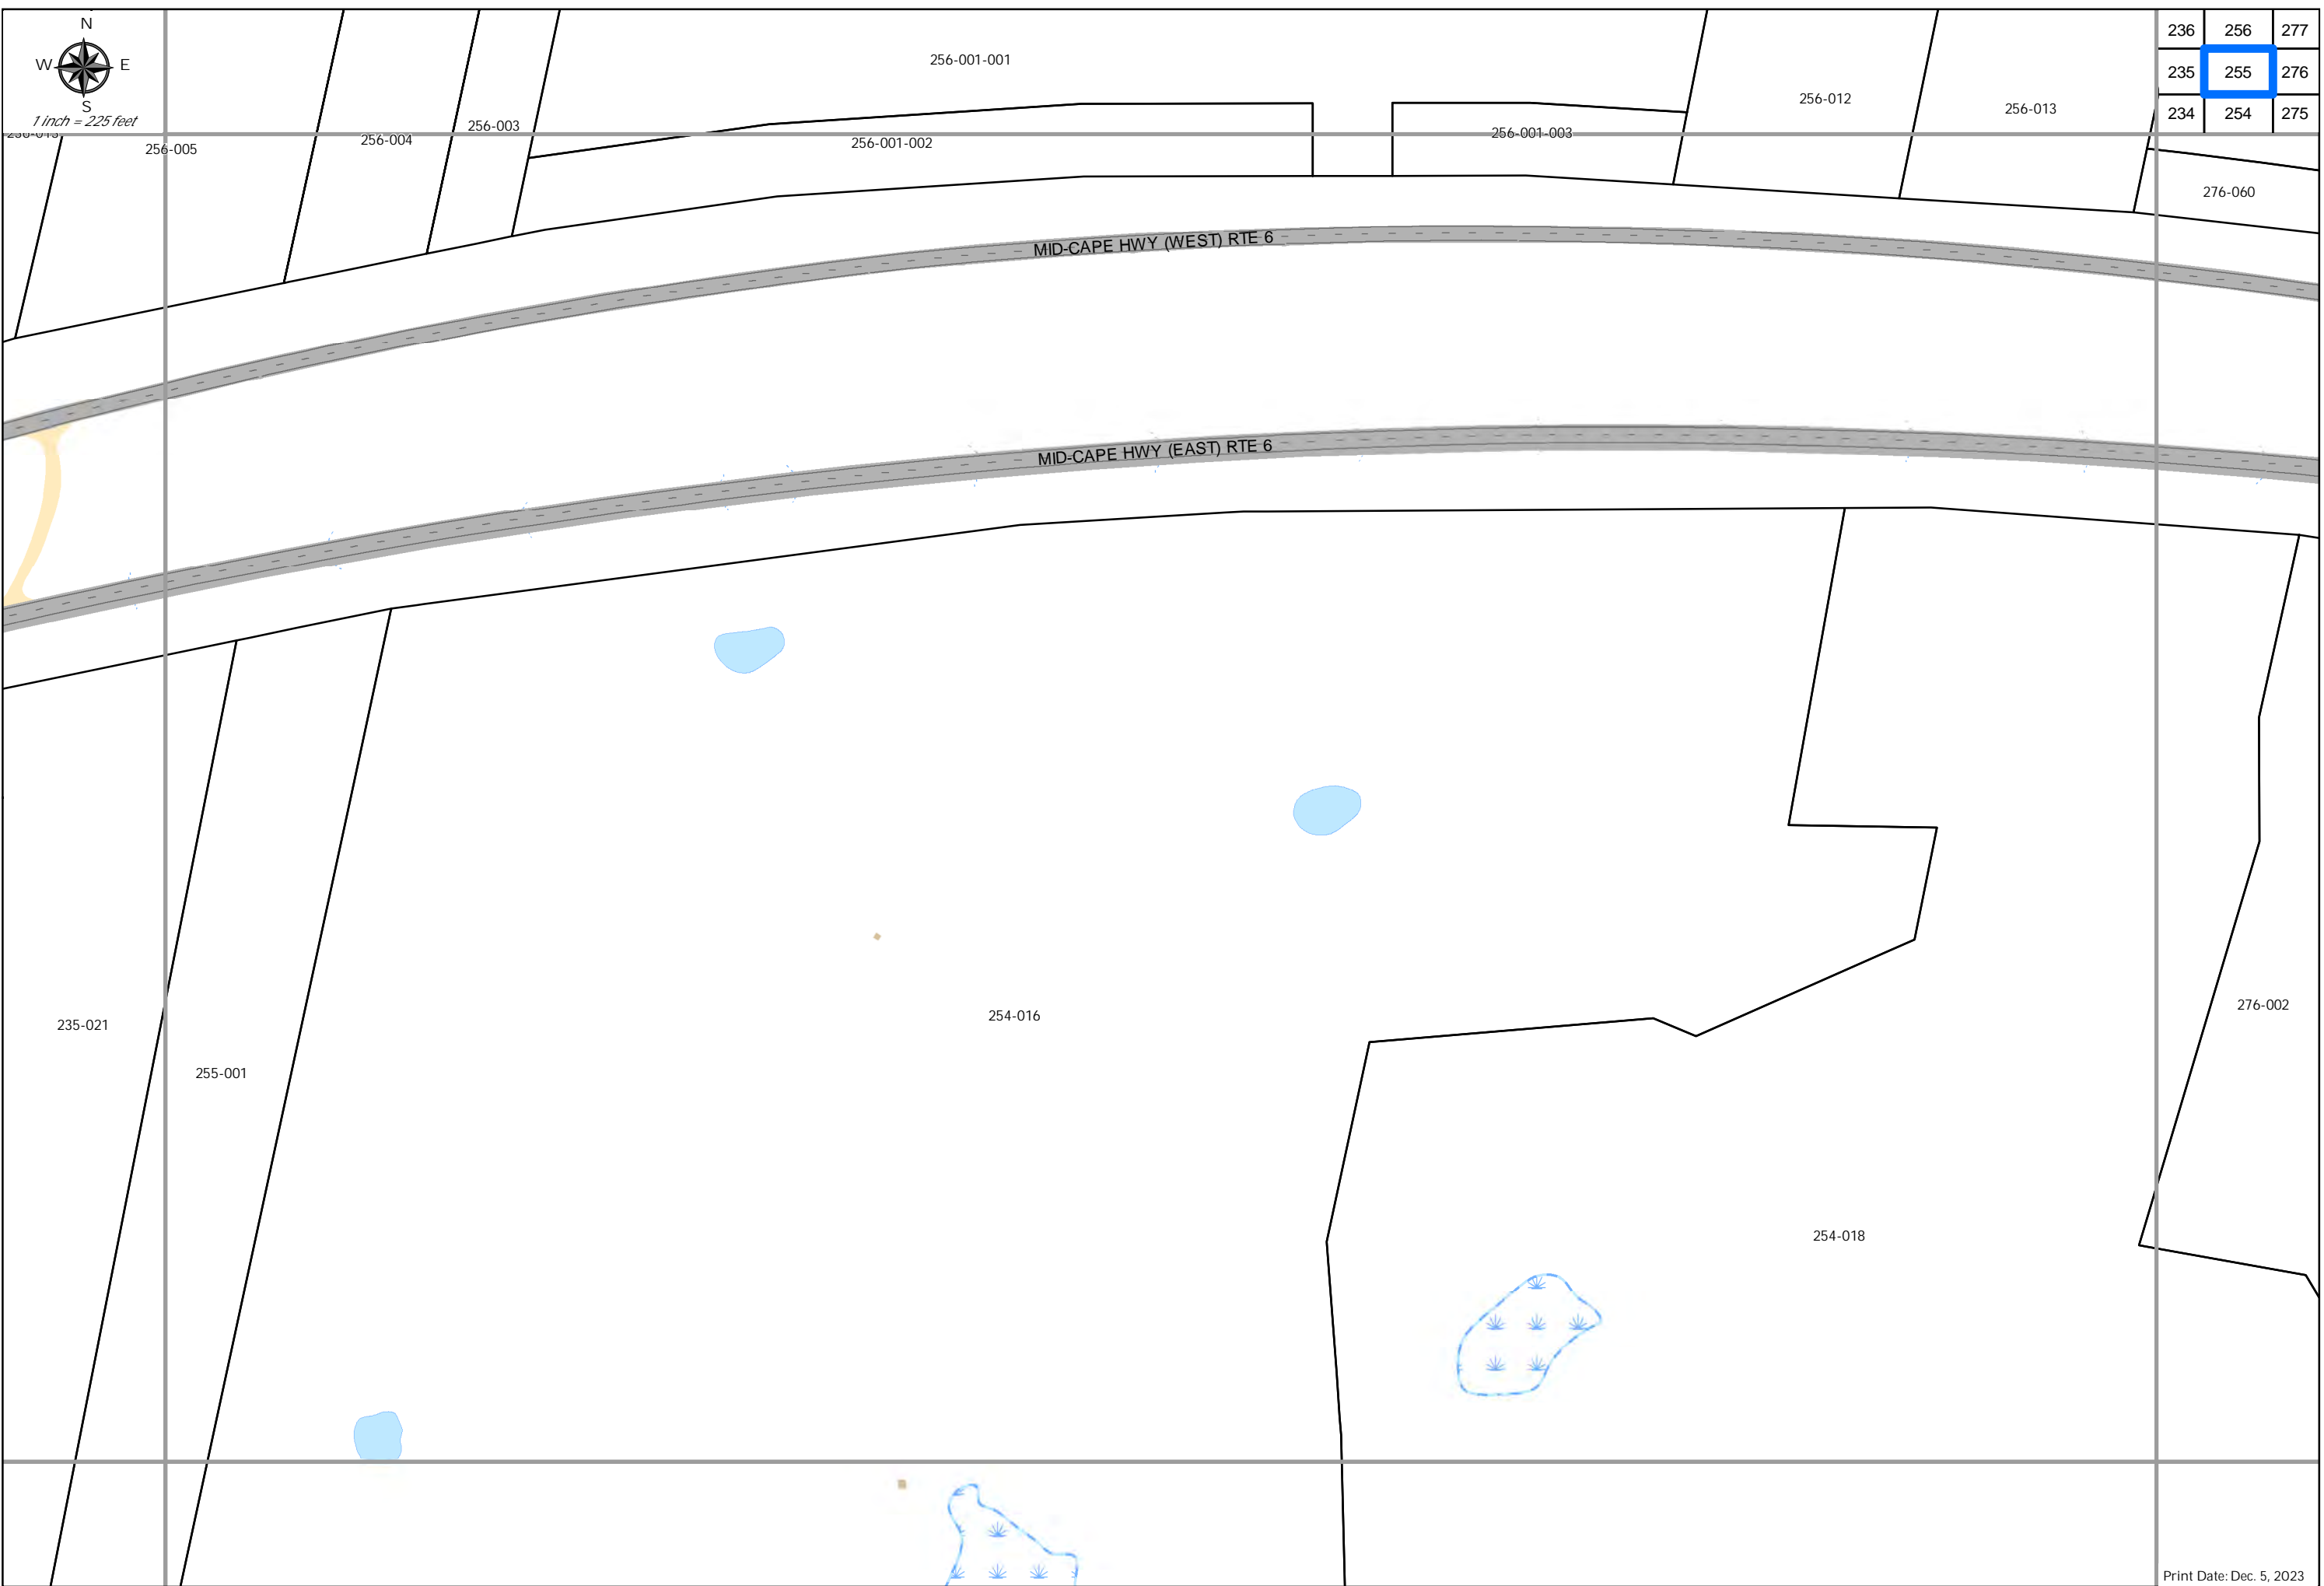 N
W E
S
1 inch = 225 feet
236 256 277
235 255 276
234 254 275
256-001-001
256-012
256-013
256-003
256-004
256-005
256-001-002
256-001-003
276-060
MID-CAPE HWY (WEST) RTE 6
MID-CAPE HWY (EAST) RTE 6
254-016
276-002
235-021
255-001
254-018
Print Date: Dec. 5, 2023